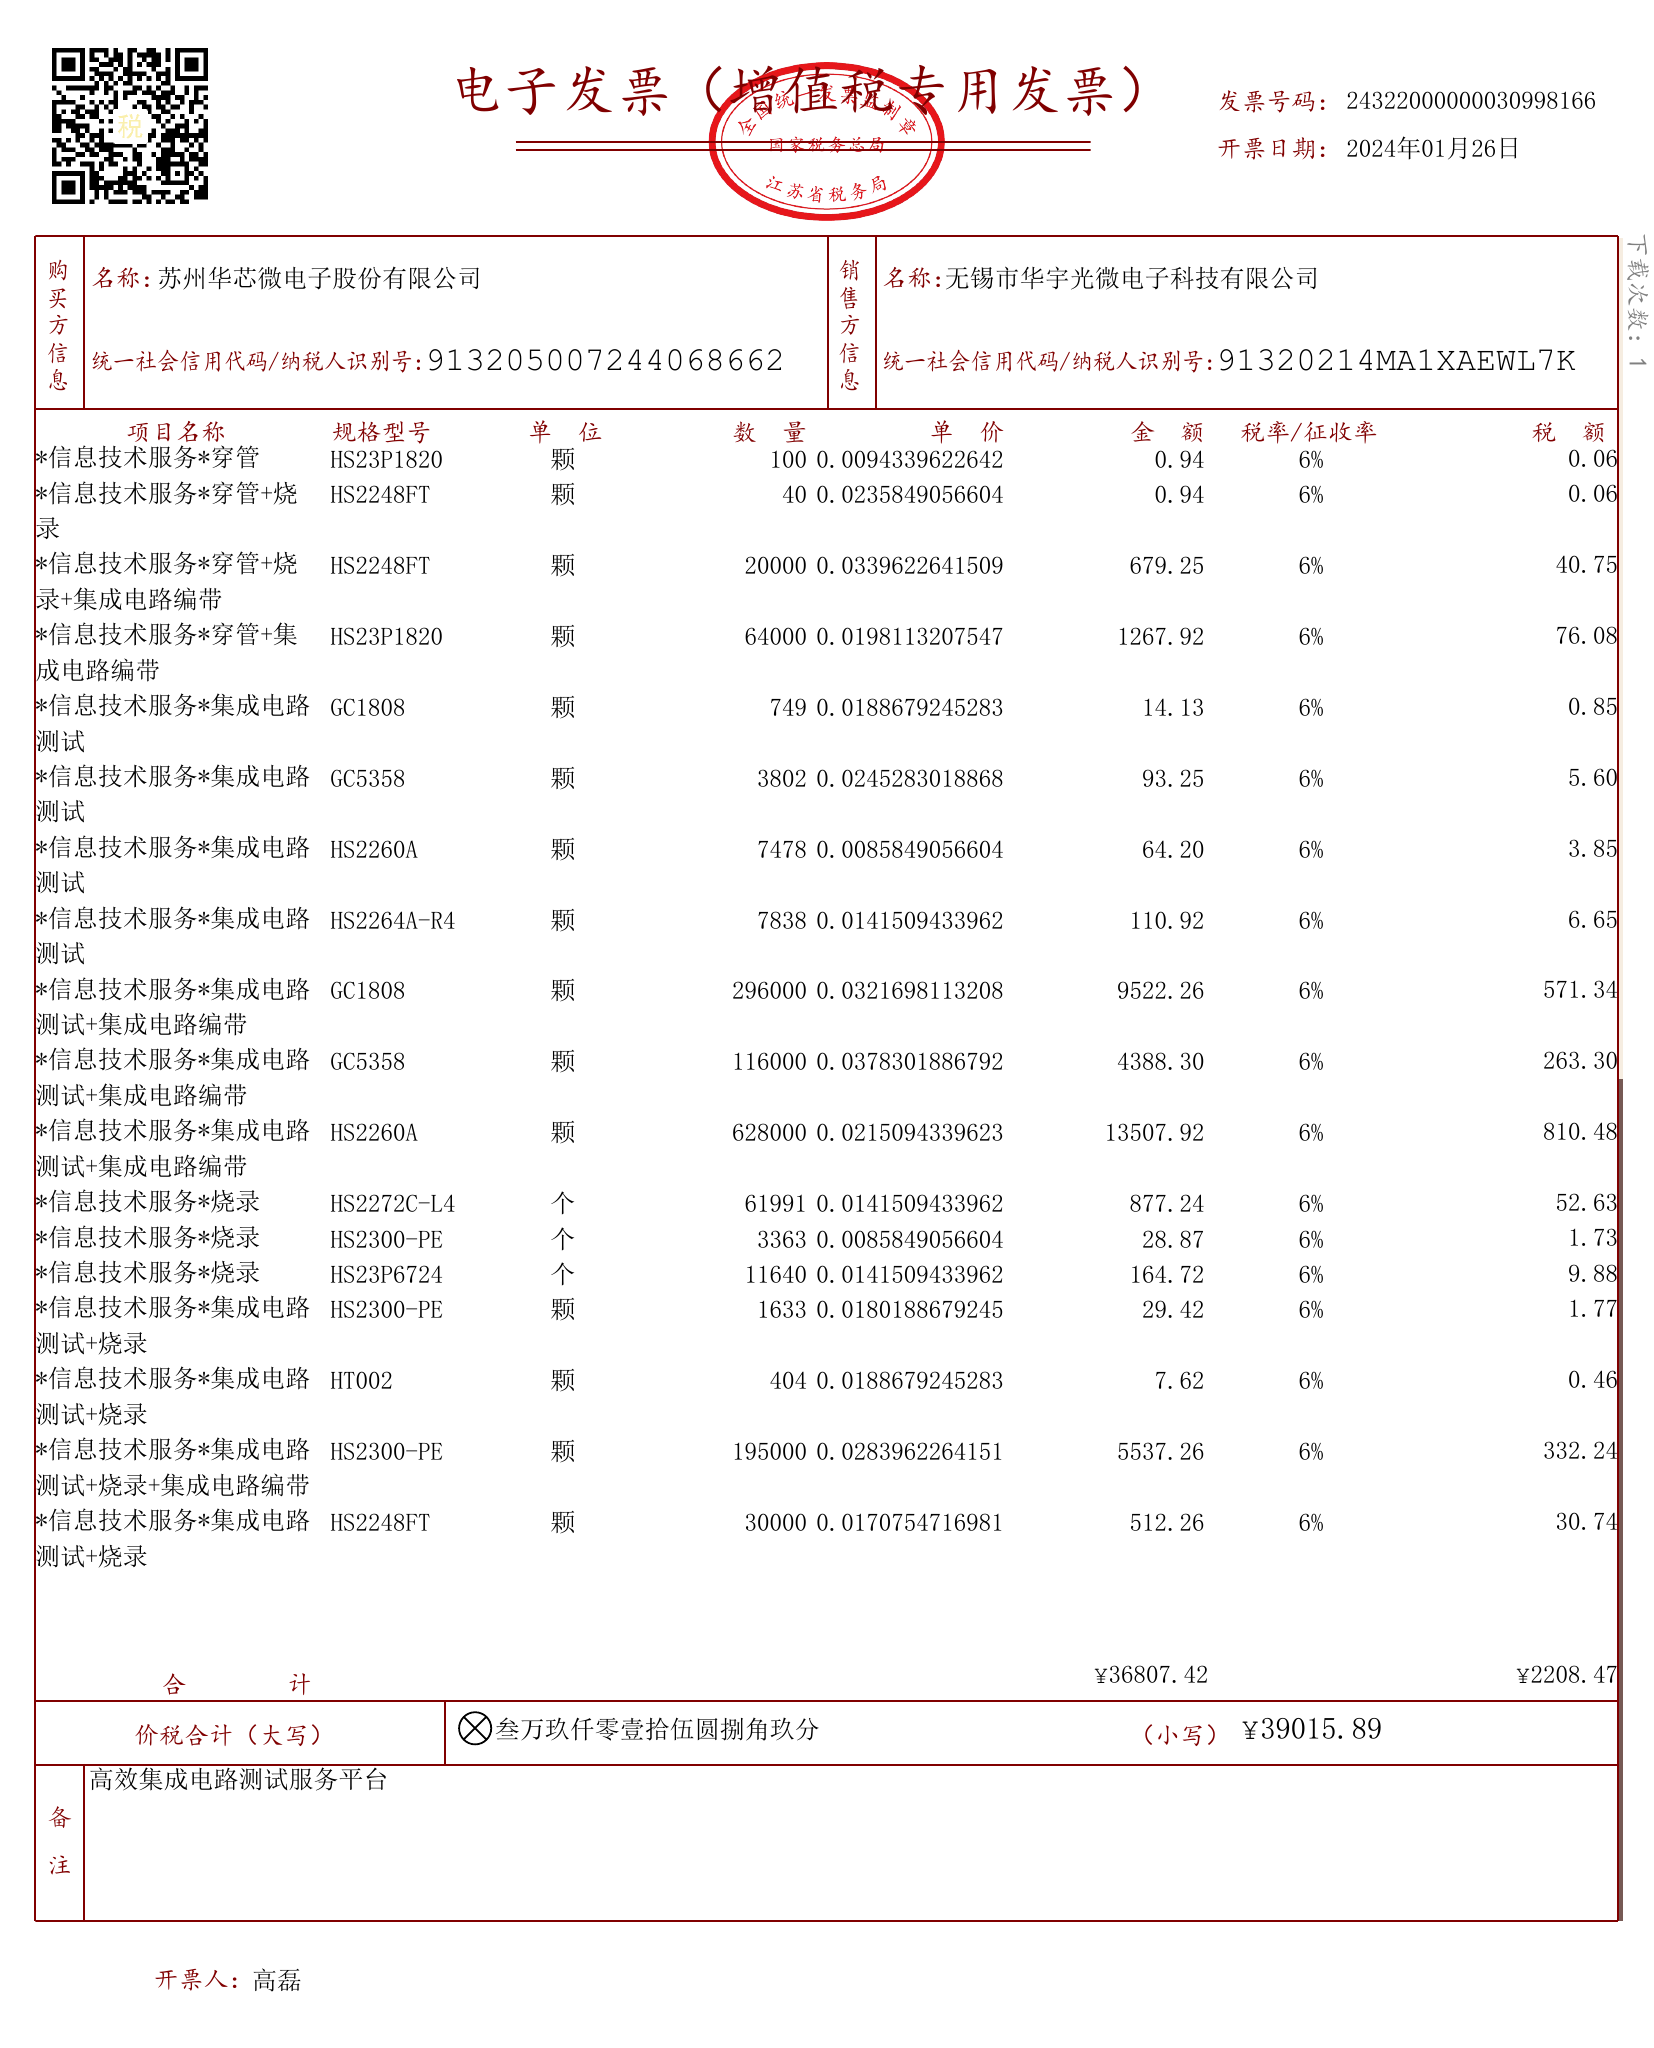 电子发票（增值税专用发票）
全国统一发票监制章
国家税务总局
江苏省税务局
税
发票号码：24322000000030998166
开票日期：2024年01月26日
下载次数：1
购买方信息
名称：苏州华芯微电子股份有限公司
统一社会信用代码/纳税人识别号：913205007244068662
销售方信息
名称：无锡市华宇光微电子科技有限公司
统一社会信用代码/纳税人识别号：91320214MA1XAEWL7K
项目名称 规格型号 单位 数量 单价 金额 税率/征收率 税额
*信息技术服务*穿管 HS23P1820 颗 100 0.0094339622642 0.94 6% 0.06
*信息技术服务*穿管+烧 HS2248FT 颗 40 0.0235849056604 0.94 6% 0.06
录
*信息技术服务*穿管+烧 HS2248FT 颗 20000 0.0339622641509 679.25 6% 40.75
录+集成电路编带
*信息技术服务*穿管+集 HS23P1820 颗 64000 0.0198113207547 1267.92 6% 76.08
成电路编带
*信息技术服务*集成电路 GC1808 颗 749 0.0188679245283 14.13 6% 0.85
测试
*信息技术服务*集成电路 GC5358 颗 3802 0.0245283018868 93.25 6% 5.60
测试
*信息技术服务*集成电路 HS2260A 颗 7478 0.0085849056604 64.20 6% 3.85
测试
*信息技术服务*集成电路 HS2264A-R4 颗 7838 0.0141509433962 110.92 6% 6.65
测试
*信息技术服务*集成电路 GC1808 颗 296000 0.0321698113208 9522.26 6% 571.34
测试+集成电路编带
*信息技术服务*集成电路 GC5358 颗 116000 0.0378301886792 4388.30 6% 263.30
测试+集成电路编带
*信息技术服务*集成电路 HS2260A 颗 628000 0.0215094339623 13507.92 6% 810.48
测试+集成电路编带
*信息技术服务*烧录 HS2272C-L4 个 61991 0.0141509433962 877.24 6% 52.63
*信息技术服务*烧录 HS2300-PE 个 3363 0.0085849056604 28.87 6% 1.73
*信息技术服务*烧录 HS23P6724 个 11640 0.0141509433962 164.72 6% 9.88
*信息技术服务*集成电路 HS2300-PE 颗 1633 0.0180188679245 29.42 6% 1.77
测试+烧录
*信息技术服务*集成电路 HT002 颗 404 0.0188679245283 7.62 6% 0.46
测试+烧录
*信息技术服务*集成电路 HS2300-PE 颗 195000 0.0283962264151 5537.26 6% 332.24
测试+烧录+集成电路编带
*信息技术服务*集成电路 HS2248FT 颗 30000 0.0170754716981 512.26 6% 30.74
测试+烧录
合计 ¥36807.42 ¥2208.47
价税合计（大写） 叁万玖仟零壹拾伍圆捌角玖分 （小写）¥39015.89
备注
高效集成电路测试服务平台
开票人：高磊